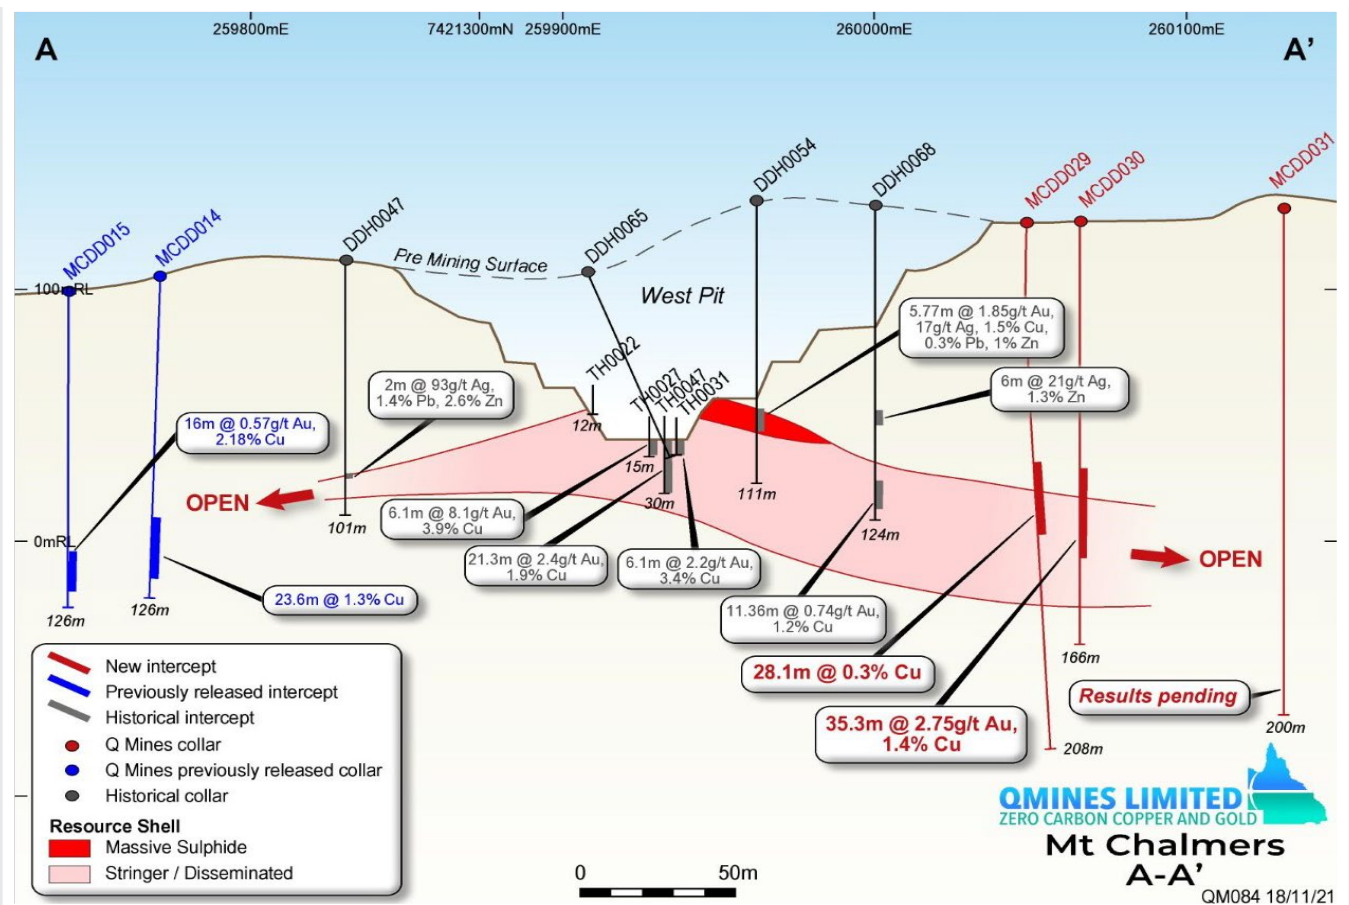 259800mE
7421300mN
259900mE
260000mE
260100mE
A
A'
MCDD015
MCDD014
DDH0047
DDH0065
DDH0054
DDH0068
MCDD029
MCDD030
MCDD031
Pre Mining Surface
West Pit
100mRL
0mRL
TH0022
TH0027
TH0047
TH0031
5.77m @ 1.85g/t Au,
17g/t Ag, 1.5% Cu,
0.3% Pb, 1% Zn
2m @ 93g/t Ag,
1.4% Pb, 2.6% Zn
6m @ 21g/t Ag,
1.3% Zn
16m @ 0.57g/t Au,
2.18% Cu
12m
15m
30m
111m
101m
124m
OPEN
6.1m @ 8.1g/t Au,
3.9% Cu
21.3m @ 2.4g/t Au,
1.9% Cu
6.1m @ 2.2g/t Au,
3.4% Cu
OPEN
23.6m @ 1.3% Cu
126m
126m
11.36m @ 0.74g/t Au,
1.2% Cu
28.1m @ 0.3% Cu
35.3m @ 2.75g/t Au,
1.4% Cu
166m
Results pending
200m
208m
New intercept
Previously released intercept
Historical intercept
Q Mines collar
Q Mines previously released collar
Historical collar
Resource Shell
Massive Sulphide
Stringer / Disseminated
0
50m
QMINES LIMITED
ZERO CARBON COPPER AND GOLD
Mt Chalmers
A-A'
QM084 18/11/21